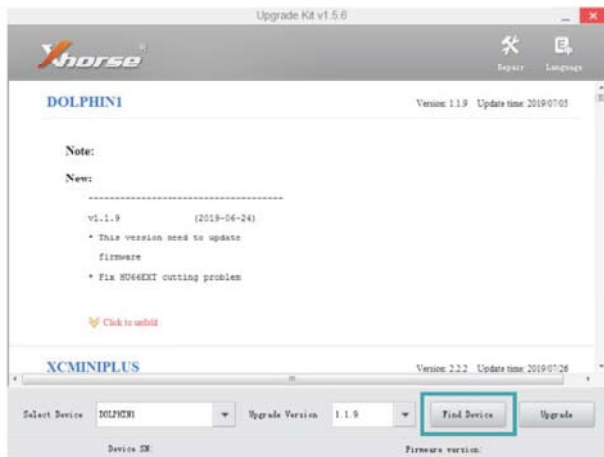 Upgrade Kit v1.5.6
Xhorse
Repair
Language
DOLPHIN1
Version: 1.1.9 Update time: 2019/07/05
Note:
New:
-------------------------------------
v1.1.9 (2019-06-24)
* This version need to update
firmware
* Fix HU66EXT cutting problem
Click to unfold
XCMINIPLUS
Version: 2.2.2 Update time: 2019/07/26
Select Device DOLPHIN1 Upgrade Version 1.1.9 Find Device Upgrade
Device SN: Firmware version: